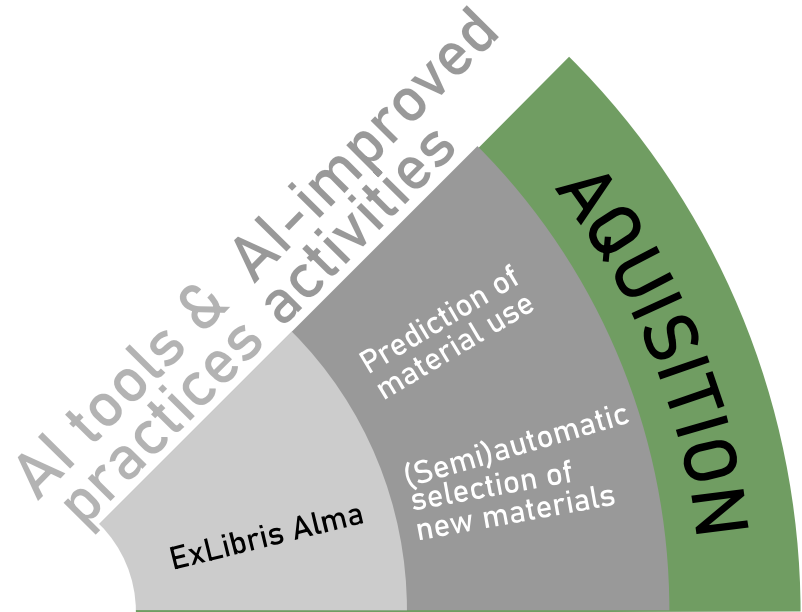 AI tools &
practices
AI-improved
activities
Prediction of
material use
(Semi)automatic
selection of
new materials
ExLibris Alma
AQUISITION